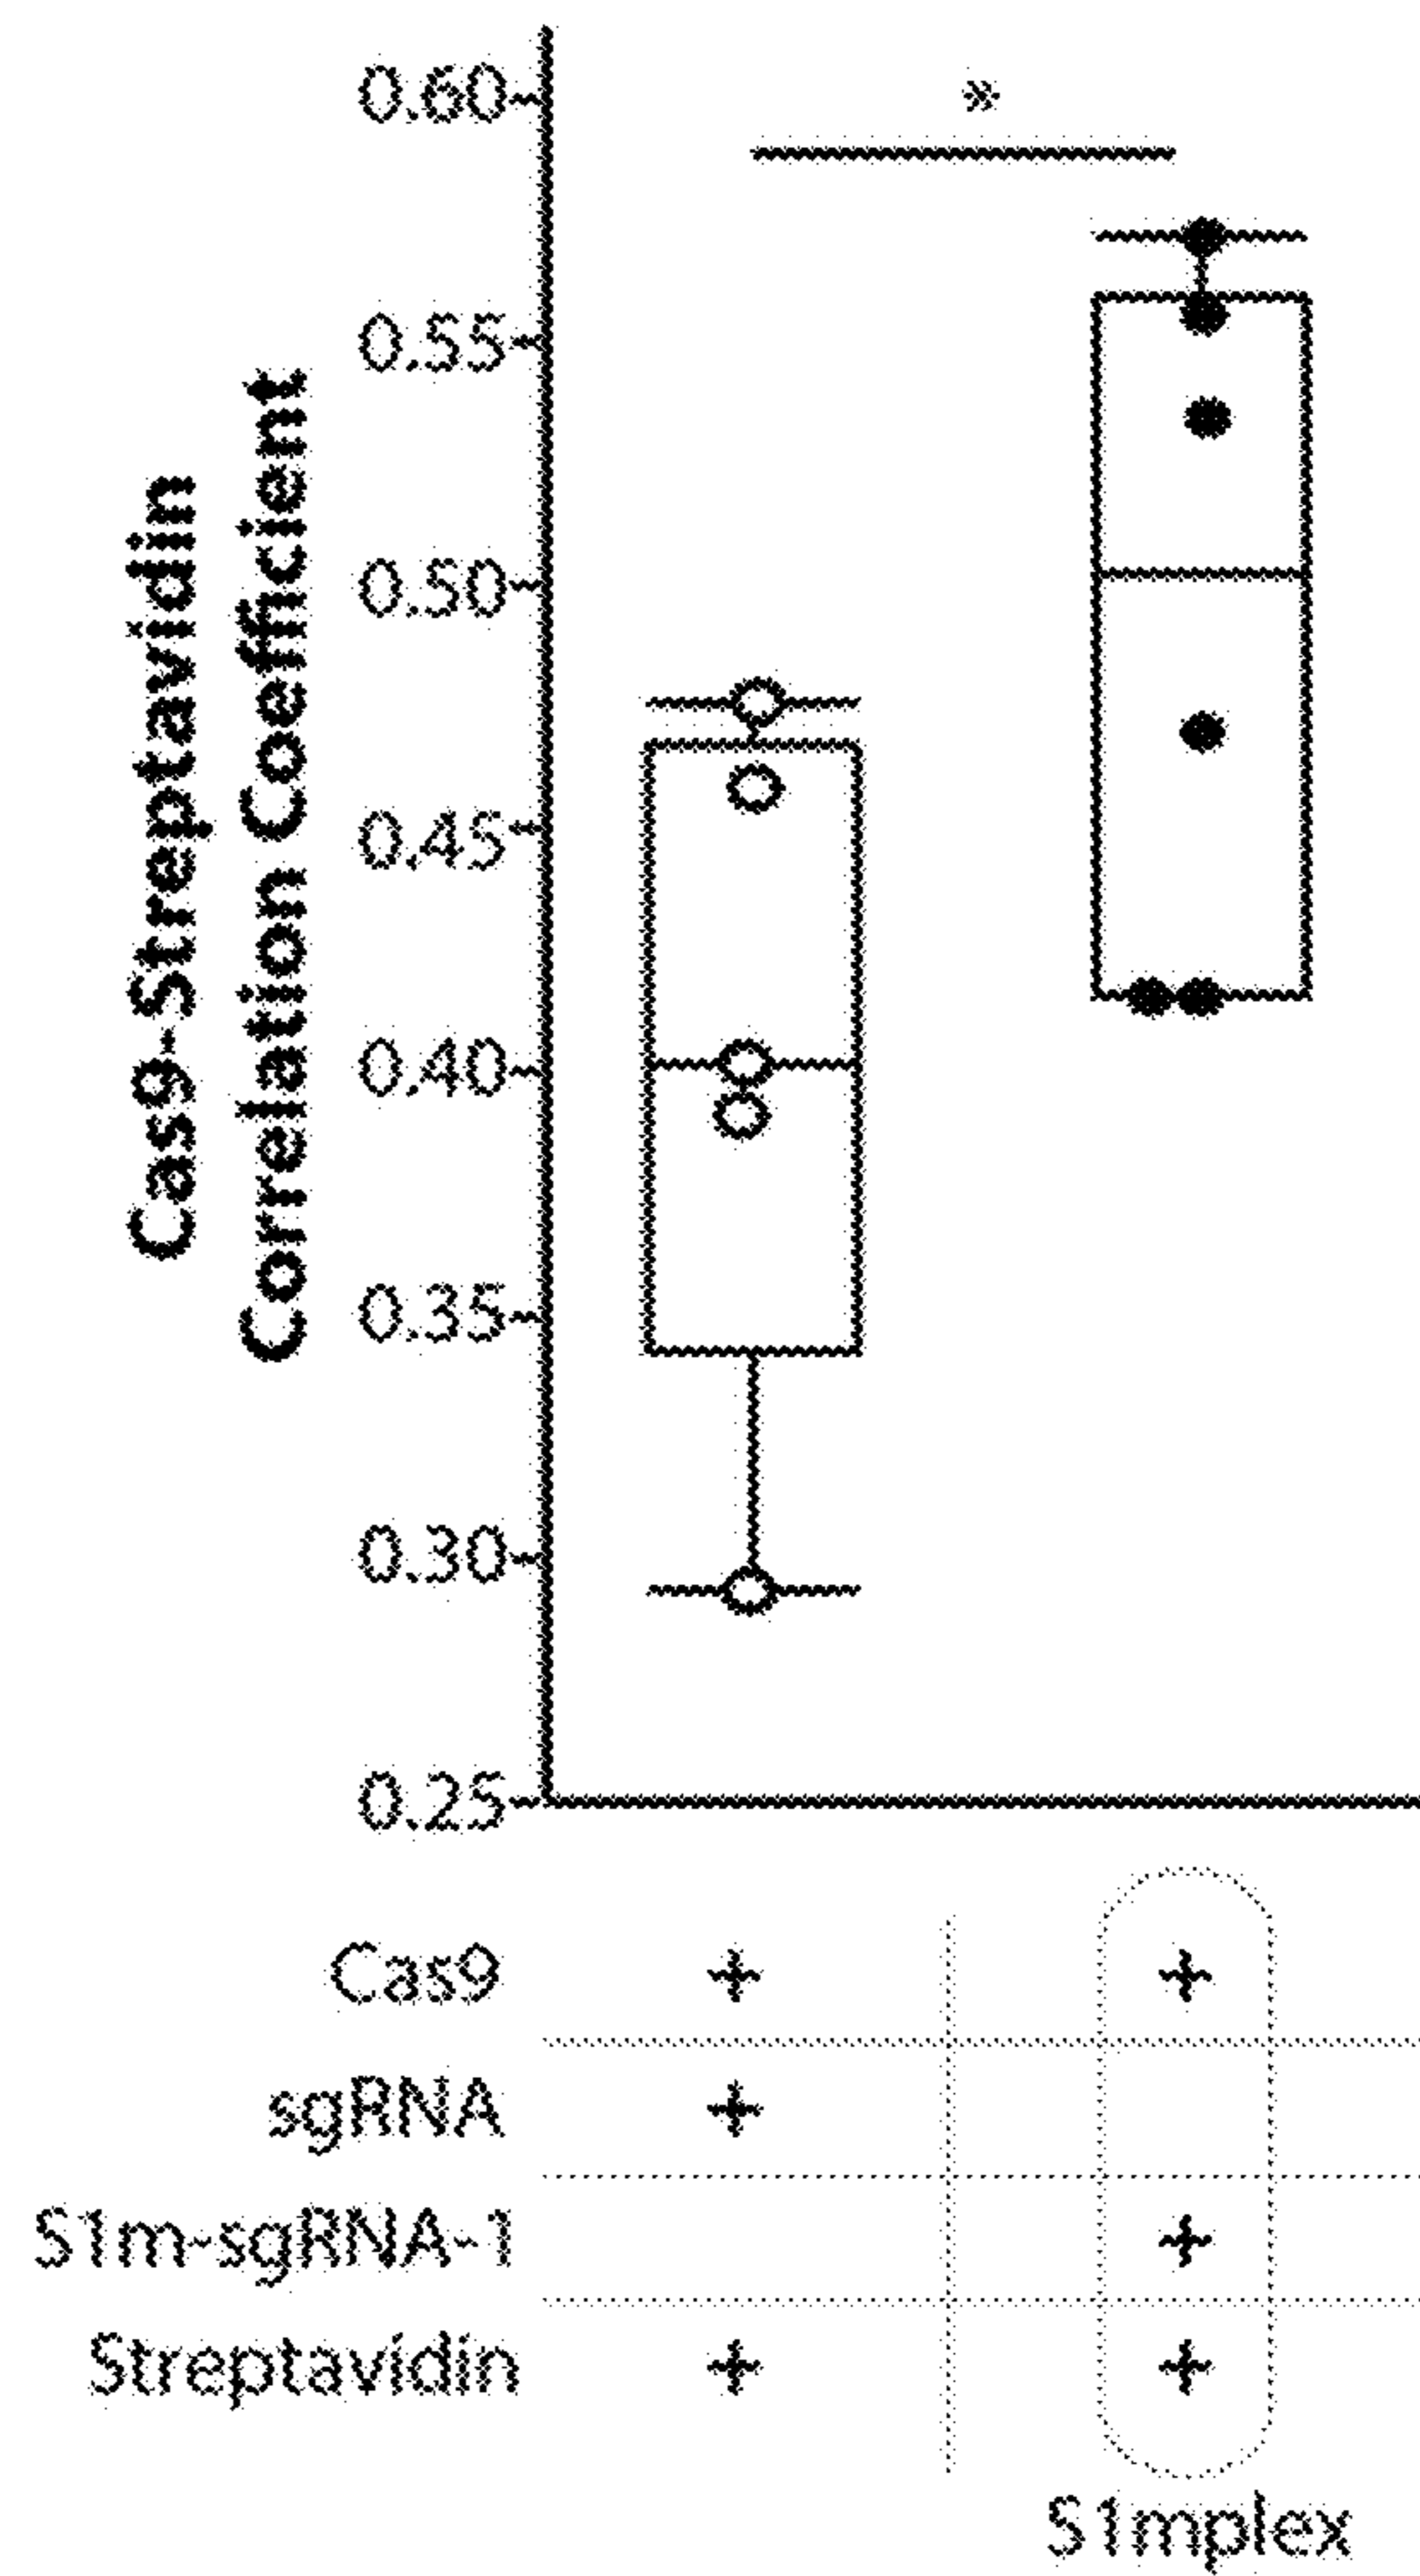 Cas9-Streptavidin
Correlation Coefficient
0.60
*
0.55
0.50
0.45
0.40
0.35
0.30
0.25
Cas9 + +
sgRNA +
S1m-sgRNA-1 +
Streptavidin + +
S1mplex